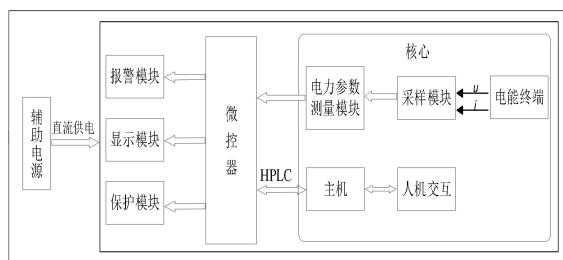 核心
报警模块
显示模块
保护模块
辅助电源
直流供电
微控器
HPLC
电力参数
测量模块
采样模块
u
i
电能终端
主机
人机交互